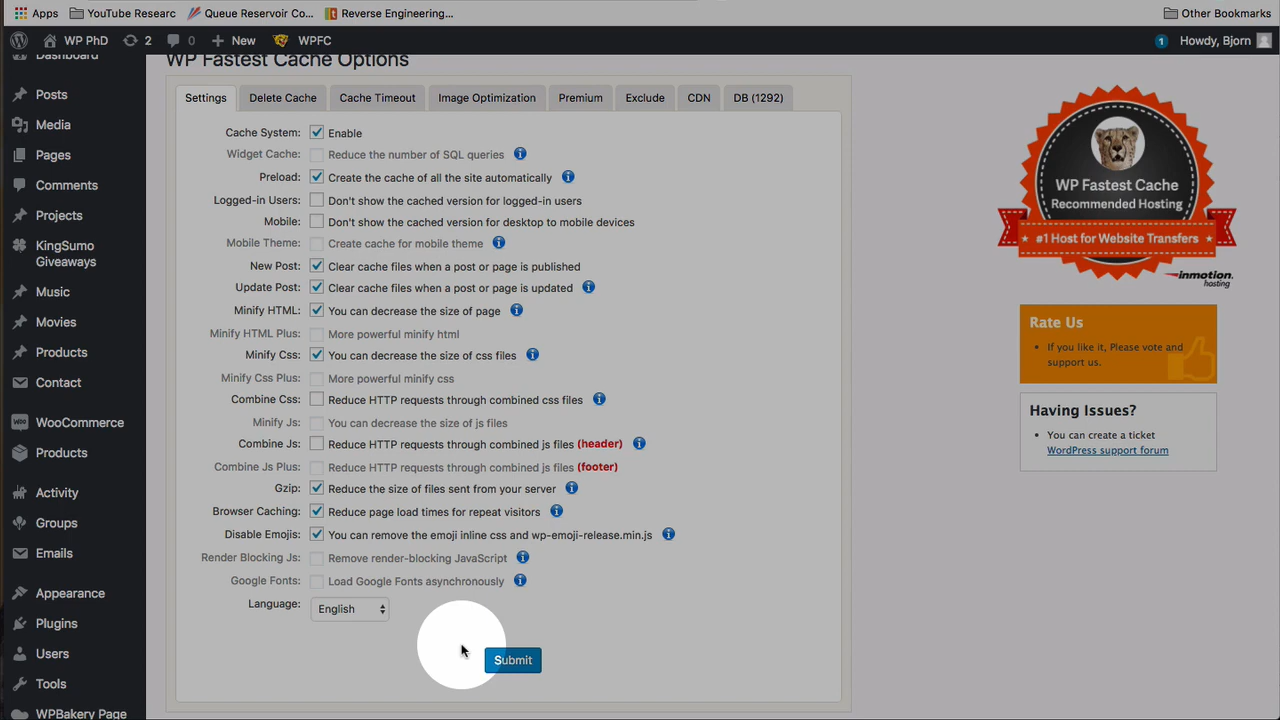 Apps
YouTube Researc
Queue Reservoir Co...
Reverse Engineering...
Other Bookmarks
WPhD
2
0
New
WPFC
1
Howdy, Bjorn
Dashboard
Posts
Media
Pages
Comments
Projects
KingSumo
Giveaways
Music
Movies
Products
Contact
WooCommerce
Products
Activity
Groups
Emails
Appearance
Plugins
Users
Tools
WPBakery Page
WP Fastest Cache Options
Settings
Delete Cache
Cache Timeout
Image Optimization
Premium
Exclude
CDN
DB (1292)
Cache System: Enable
Widget Cache: Reduce the number of SQL queries
Preload: Create the cache of all the site automatically
Logged-in Users: Don't show the cached version for logged-in users
Mobile: Don't show the cached version for desktop to mobile devices
Mobile Theme: Create cache for mobile theme
New Post: Clear cache files when a post or page is published
Update Post: Clear cache files when a post or page is updated
Minify HTML: You can decrease the size of page
Minify HTML Plus: More powerful minify html
Minify Css: You can decrease the size of css files
Minify Css Plus: More powerful minify css
Combine Css: Reduce HTTP requests through combined css files
Minify Js: You can decrease the size of js files
Combine Js: Reduce HTTP requests through combined js files (header)
Combine Js Plus: Reduce HTTP requests through combined js files (footer)
Gzip: Reduce the size of files sent from your server
Browser Caching: Reduce page load times for repeat visitors
Disable Emojis: You can remove the emoji inline css and wp-emoji-release.min.js
Render Blocking Js: Remove render-blocking JavaScript
Google Fonts: Load Google Fonts asynchronously
Language: English
Submit
WP Fastest Cache
Recommended Hosting
#1 Host for Website Transfers
inmotion
hosting
Rate Us
If you like it, Please vote and
support us.
Having Issues?
You can create a ticket
WordPress support forum